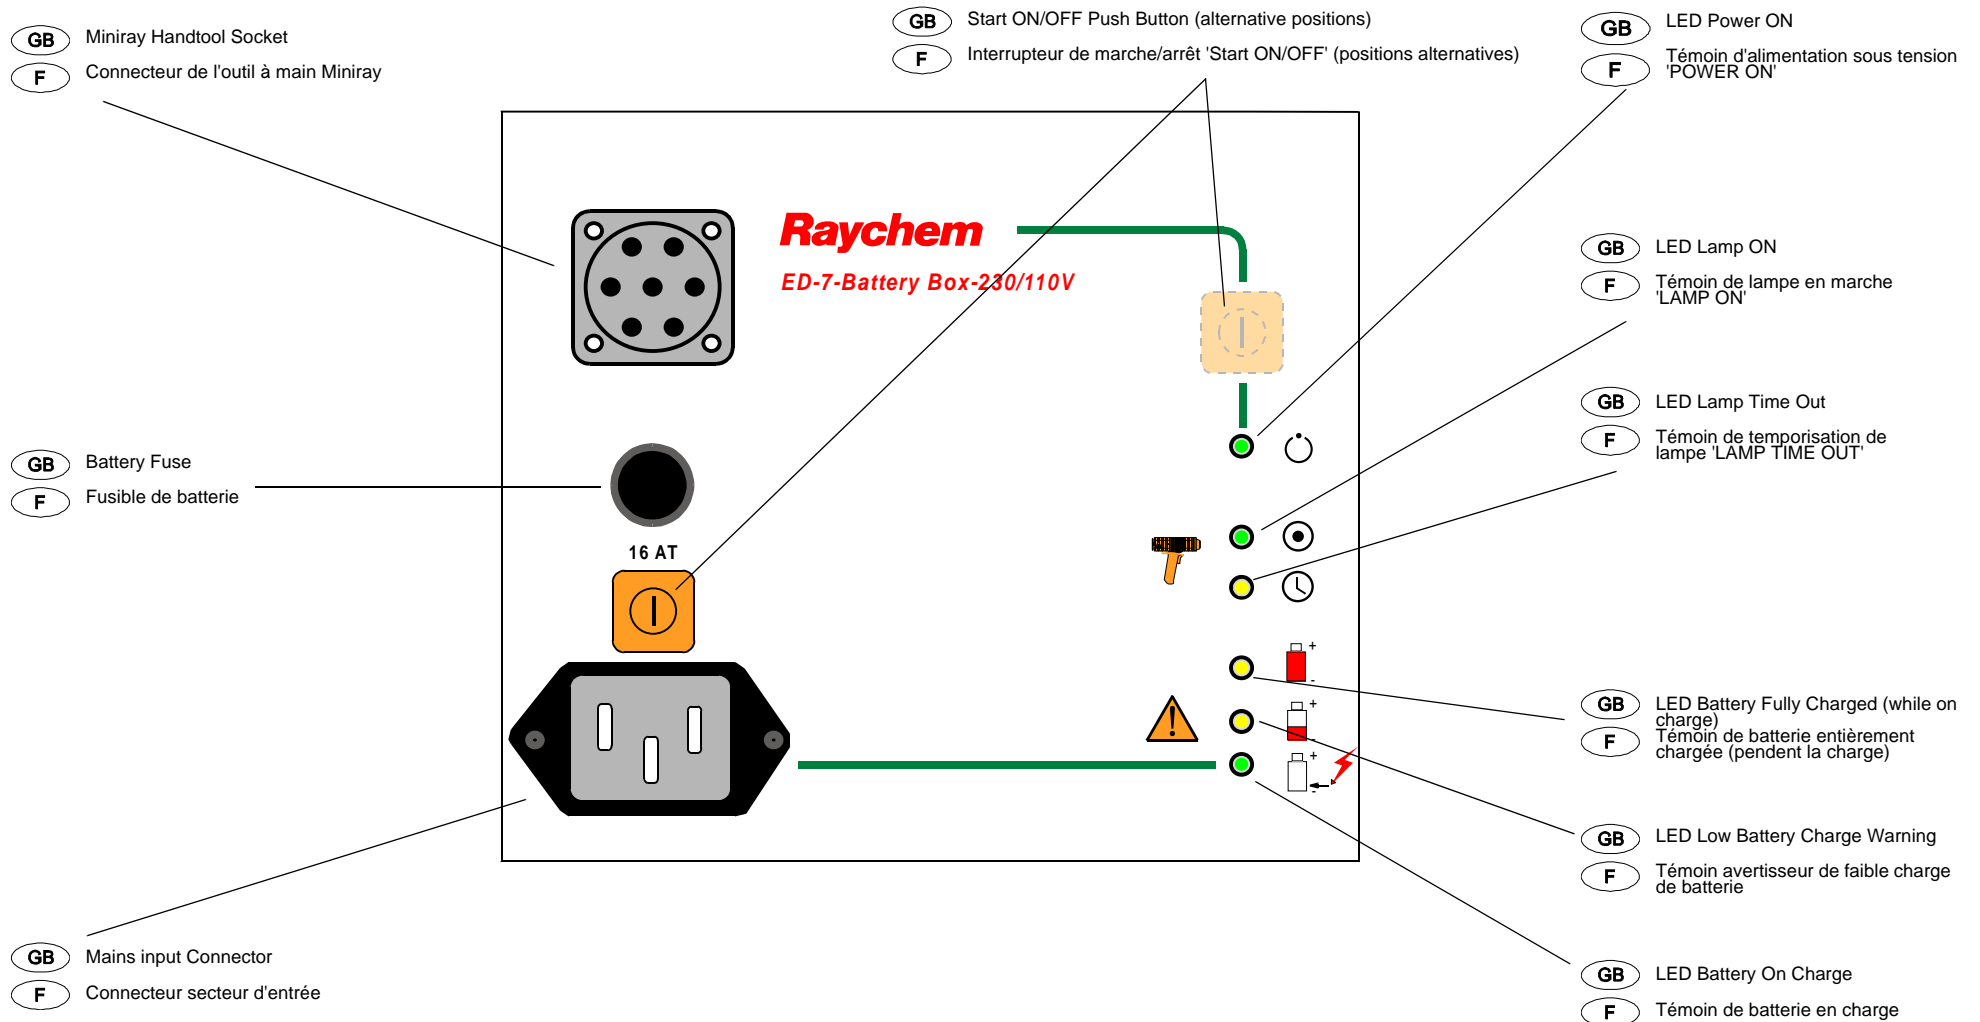 GB Miniray Handtool Socket
F Connecteur de l'outil à main Miniray
GB Start ON/OFF Push Button (alternative positions)
F Interrupteur de marche/arrêt 'Start ON/OFF' (positions alternatives)
GB LED Power ON
F Témoin d'alimentation sous tension
'POWER ON'
Raychem
ED-7-Battery Box-230/110V
GB LED Lamp ON
F Témoin de lampe en marche
'LAMP ON'
GB LED Lamp Time Out
F Témoin de temporisation de
lampe 'LAMP TIME OUT'
GB Battery Fuse
F Fusible de batterie
16 AT
+
-
+
-
+
-
GB LED Battery Fully Charged (while on
charge)
F Témoin de batterie entièrement
chargée (pendent la charge)
GB LED Low Battery Charge Warning
F Témoin avertisseur de faible charge
de batterie
GB Mains input Connector
F Connecteur secteur d'entrée
GB LED Battery On Charge
F Témoin de batterie en charge